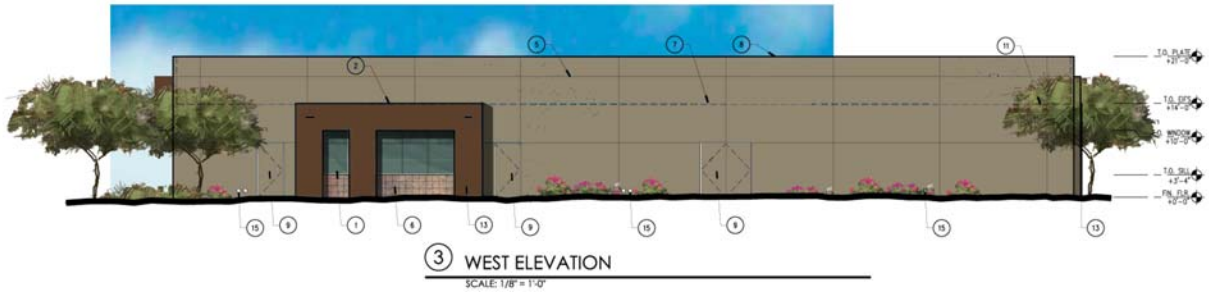 5
7
8
11
2
T.O. PLATE
+21'-0"
T.O. EIFS
+14'-0"
WINDOW
+10'-0"
T.O. SILL
+3'-4"
FIN. FLR.
+0'-0"
15
9
1
6
13
9
15
9
15
13
3 WEST ELEVATION
SCALE: 1/8" = 1'-0"